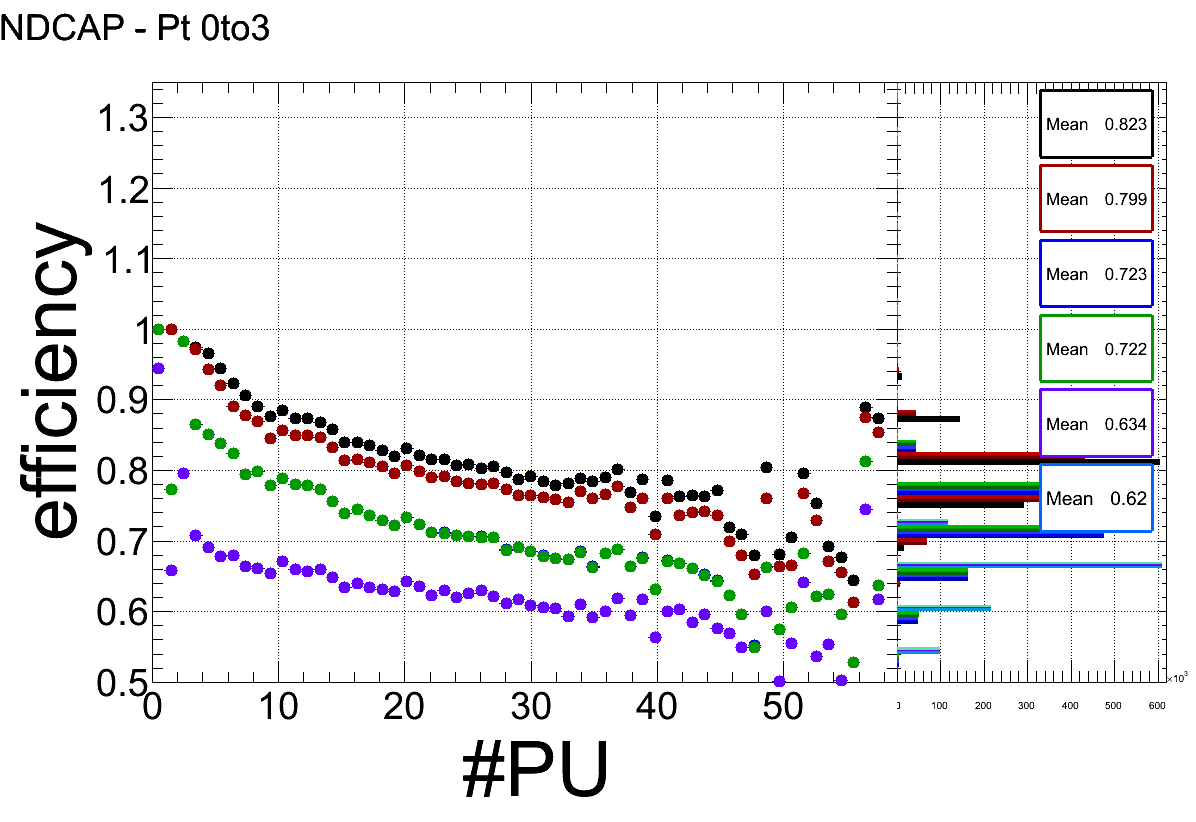 NDCAP - Pt 0to3
efficiency
1.3
1.2
1.1
1
0.9
0.8
0.7
0.6
0.5
0 10 20 30 40 50
#PU
Mean 0.823
Mean 0.799
Mean 0.723
Mean 0.722
Mean 0.634
Mean 0.62
100 200 300 400 500 600
×10³